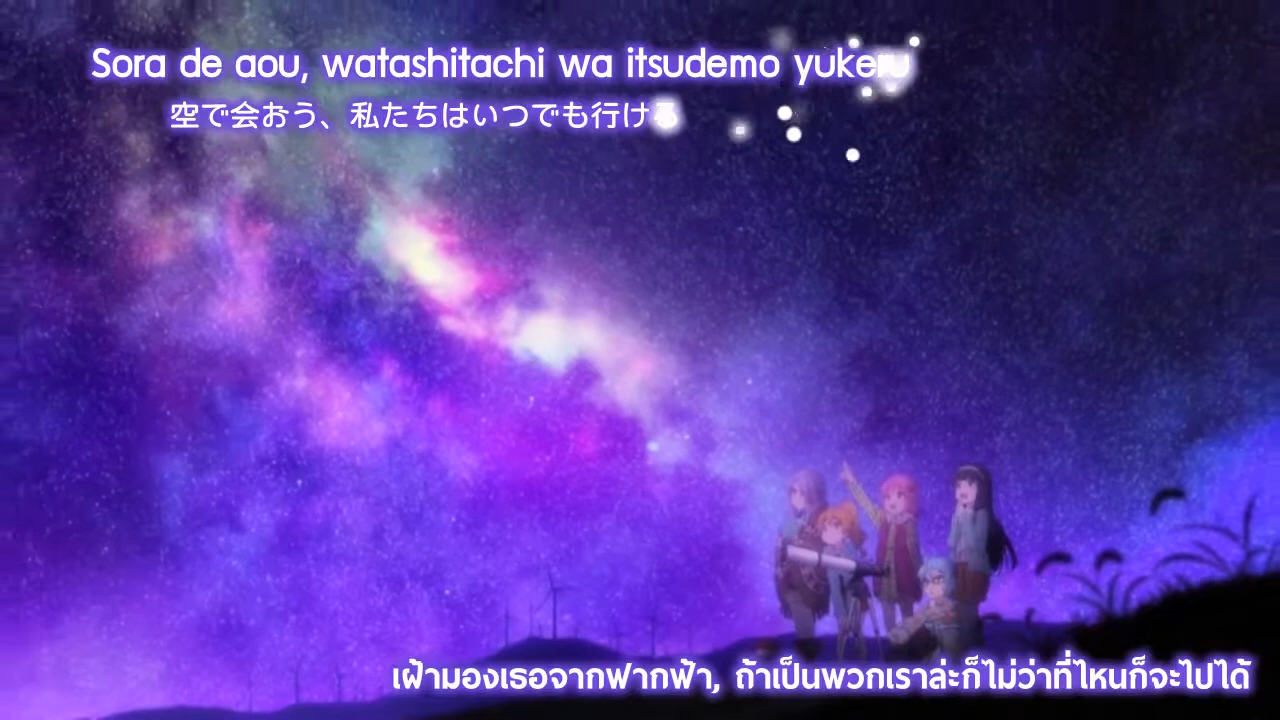 Sora de aou, watashitachi wa itsudemo yukeru
空で会おう、私たちはいつでも行ける
เฝ้ามองเธอจากฟากฟ้า, ถ้าเป็นพวกเราล่ะก็ไม่ว่าที่ไหนก็จะไปได้